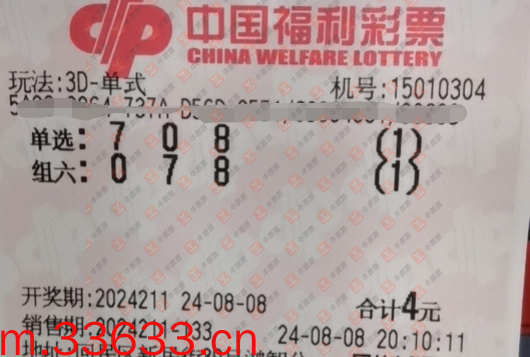 中国福利彩票
CHINA WELFARE LOTTERY
玩法:3D-单式 机号:15010304
单选: 7 0 8 (1)
组六: 0 7 8 (1)
开奖期:2024211 24-08-08 合计4元
销售期:2024211-33 24-08-08 20:10:11
m.33633.cn